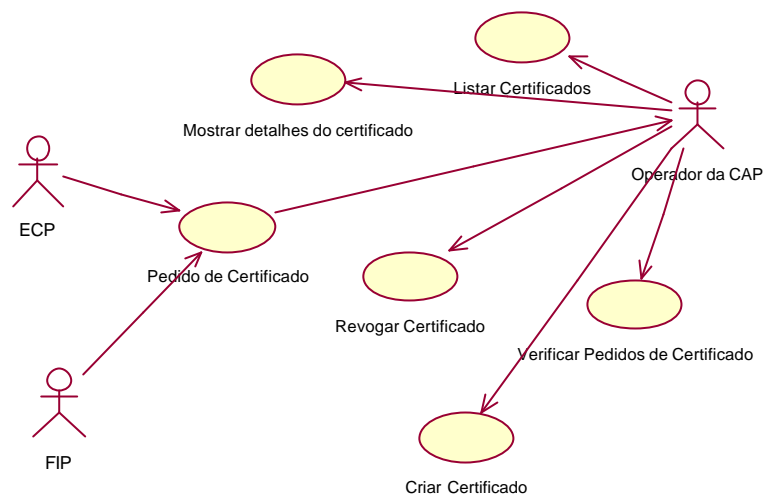 Listar Certificados
Mostrar detalhes do certificado
Operador da CAP
ECP
Pedido de Certificado
Revogar Certificado
Verificar Pedidos de Certificado
FIP
Criar Certificado